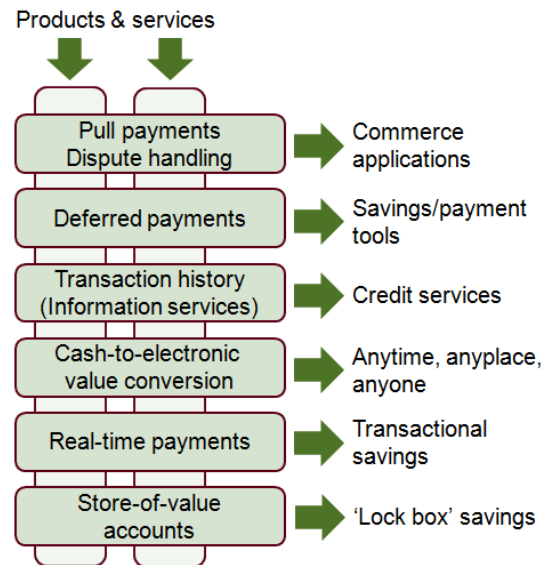 Products & services
Pull payments
Dispute handling
Commerce
applications
Deferred payments
Savings/payment
tools
Transaction history
(Information services)
Credit services
Cash-to-electronic
value conversion
Anytime, anyplace,
anyone
Real-time payments
Transactional
savings
Store-of-value
accounts
‘Lock box’ savings